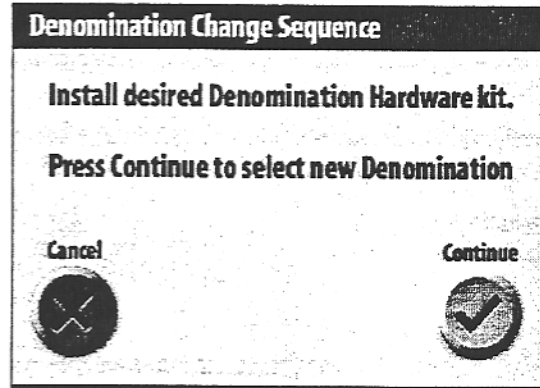 Denomination Change Sequence
Install desired Denomination Hardware kit.
Press Continue to select new Denomination
Cancel
Continue